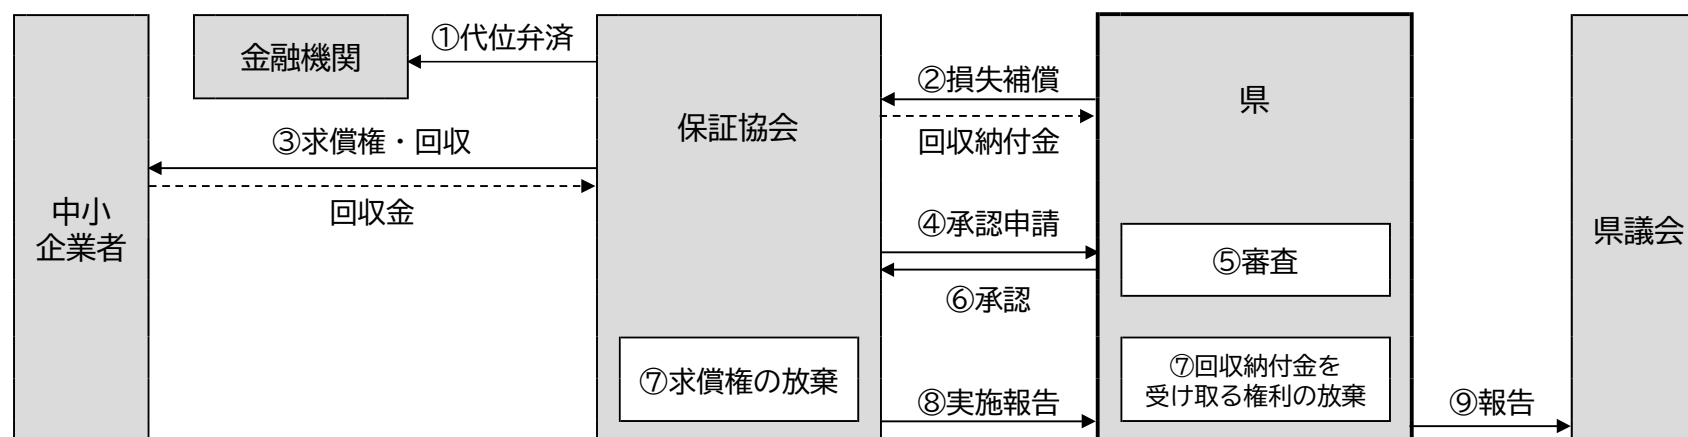 金融機関
①代位弁済
②損失補償
県
保証協会
回収納付金
③求償権・回収
回収金
中小
企業者
④承認申請
⑤審査
県議会
⑥承認
⑦求償権の放棄
⑦回収納付金を
受け取る権利の放棄
⑧実施報告
⑨報告